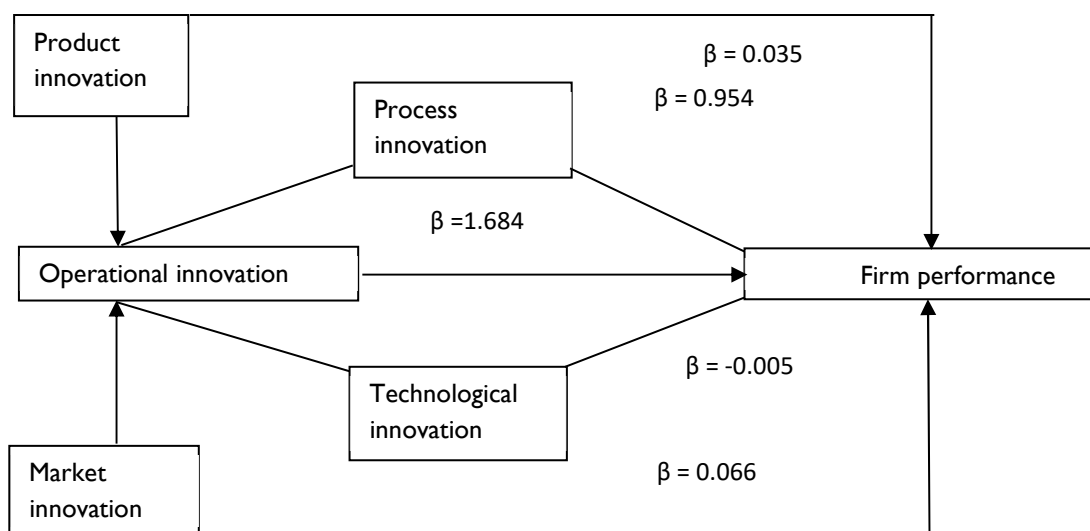 Product
innovation
β = 0.035
β = 0.954
Process
innovation
β =1.684
Operational innovation
Firm performance
β = -0.005
Technological
innovation
β = 0.066
Market
innovation